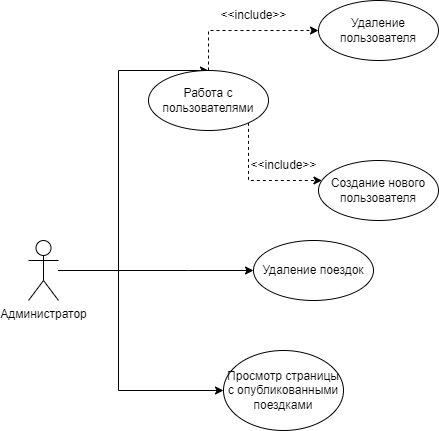 <<include>>
Удаление
пользователя
Работа с
пользователями
<<include>>
Создание нового
пользователя
Администратор
Удаление поездок
Просмотр страницы
с опубликованными
поездками